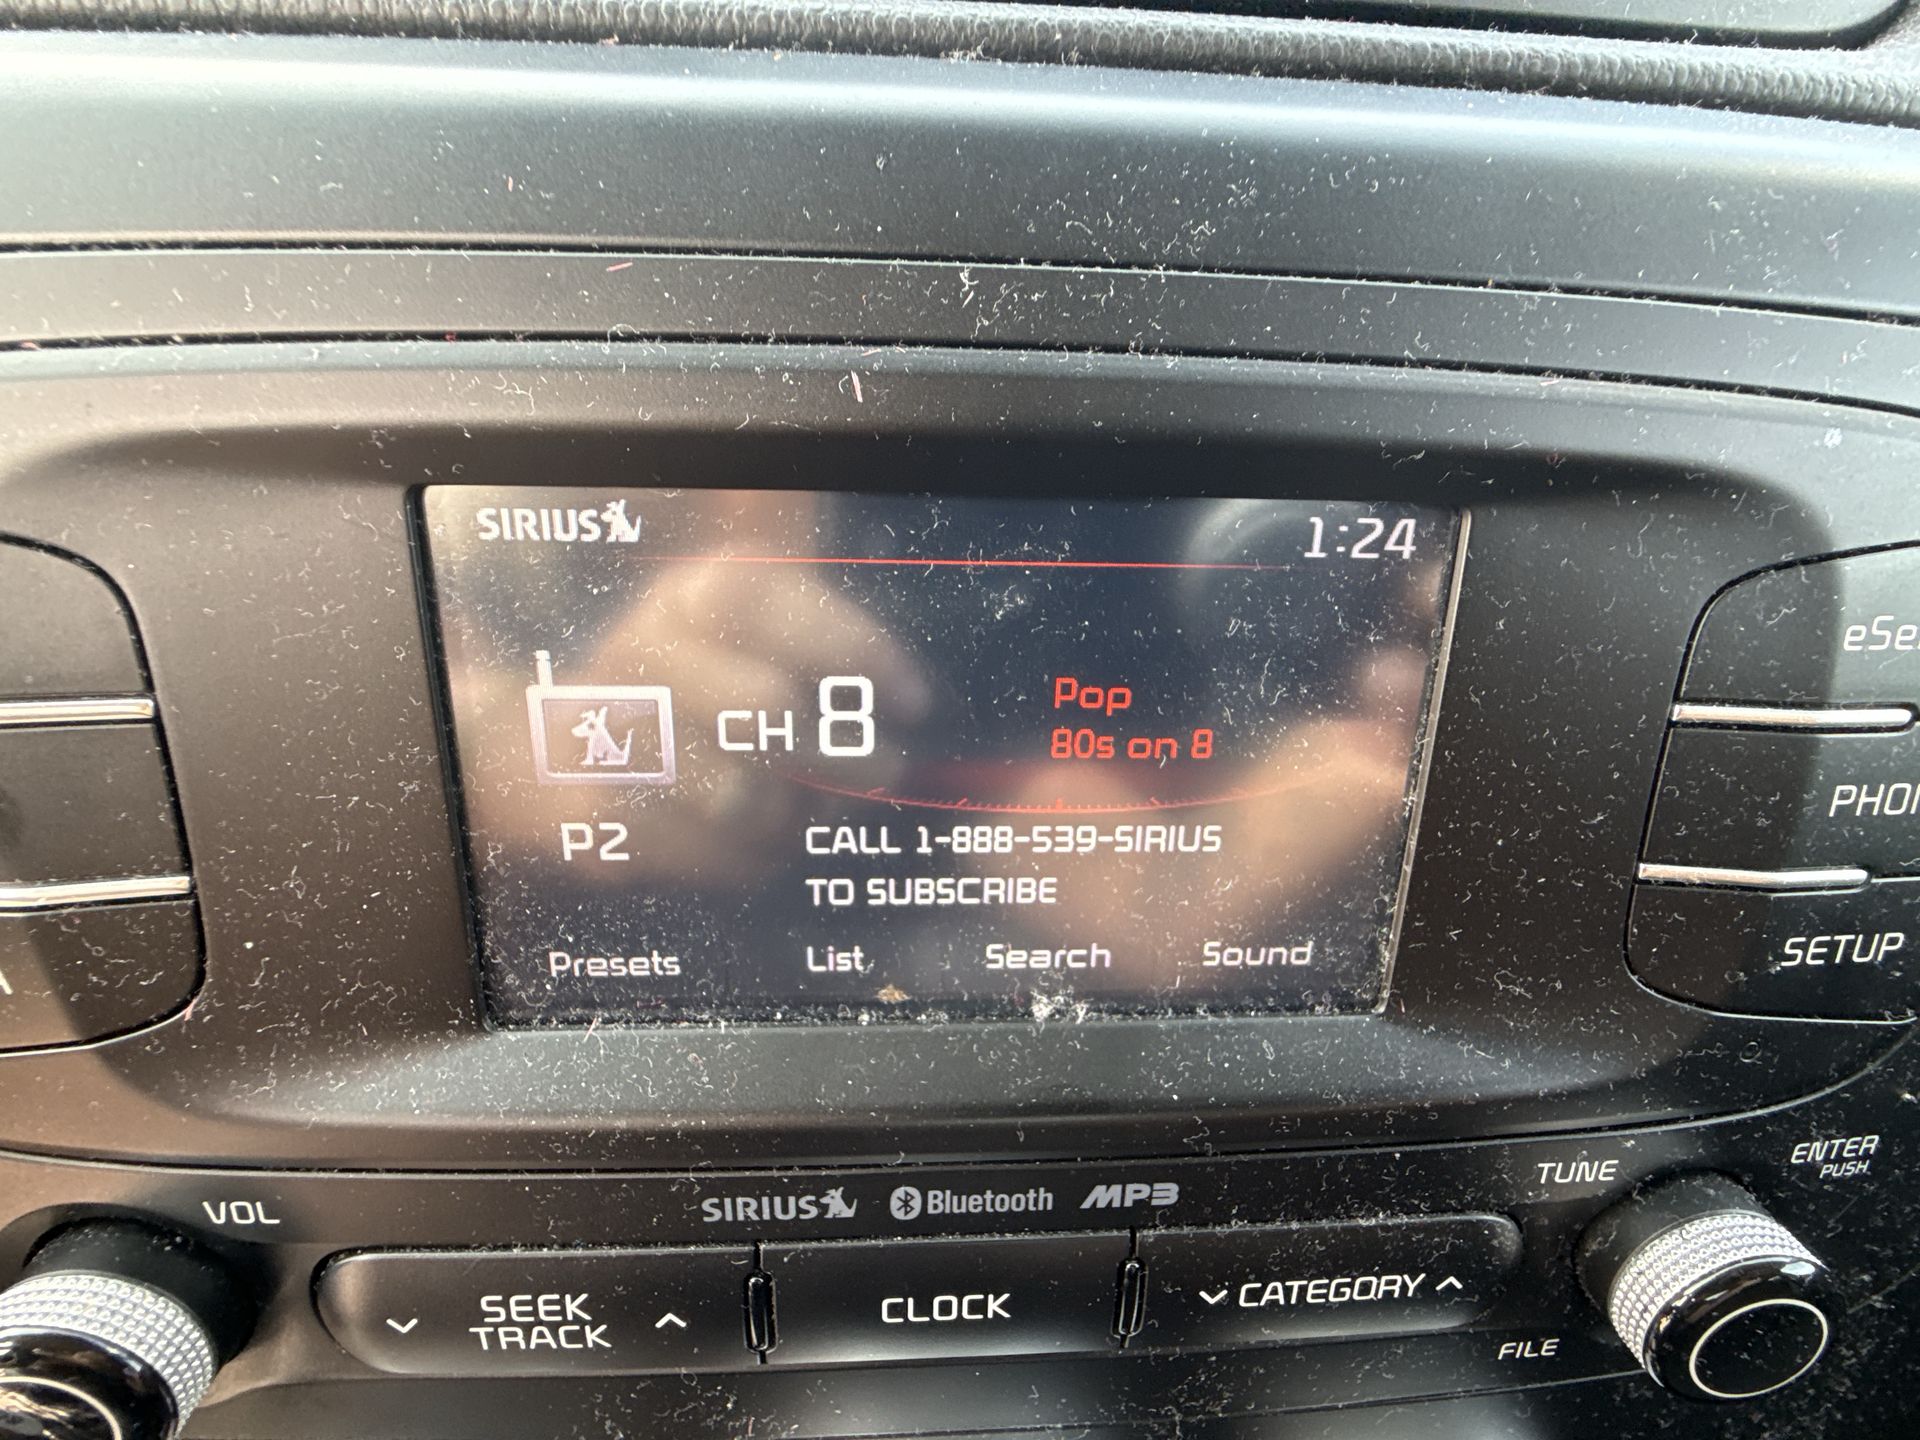 SIRIUS
1:24
CH 8
Pop
80s on 8
P2
CALL 1-888-539-SIRIUS
TO SUBSCRIBE
Presets List Search Sound
SETUP
VOL
SIRIUS Bluetooth MP3
TUNE
ENTER
PUSH
SEEK
TRACK
CLOCK
CATEGORY
FILE